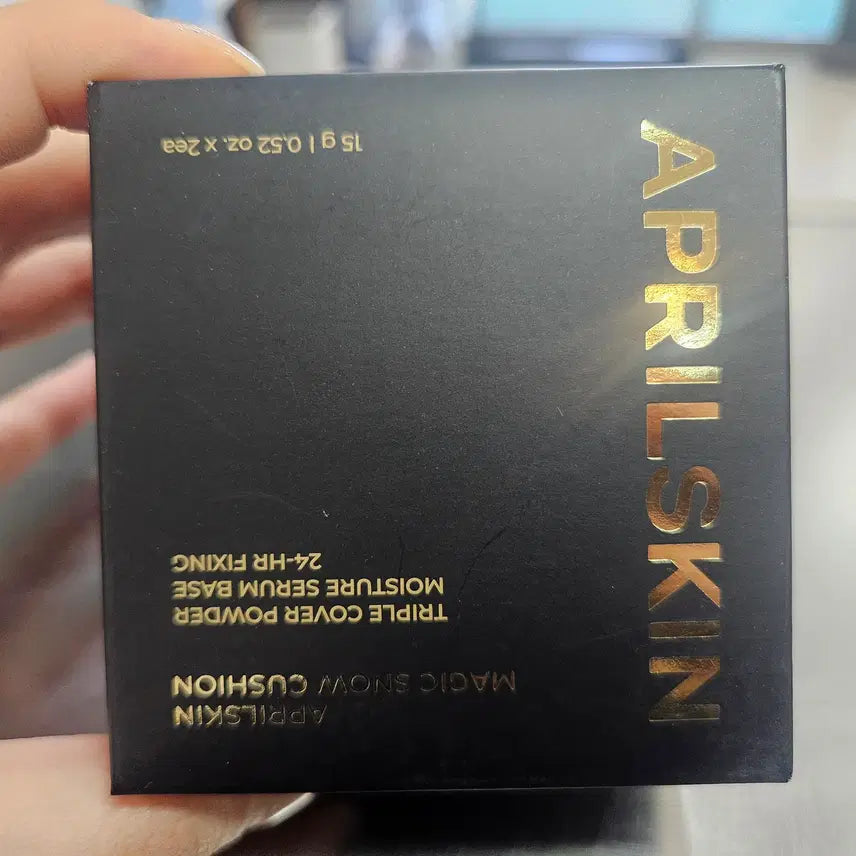 APRILSKIN
APRILSKIN
MAGIC SNOW CUSHION
TRIPLE COVER POWDER
MOISTURE SERUM BASE
24-HR FIXING
15 g | 0.52 oz. x 2ea